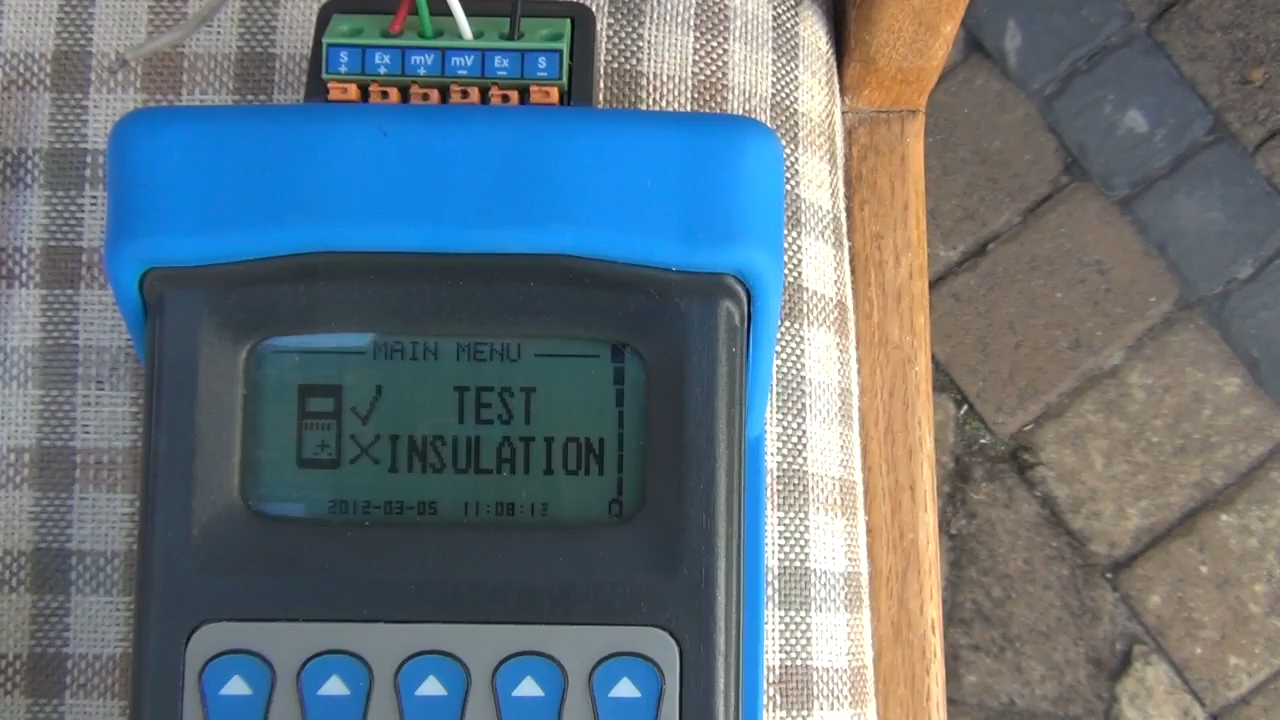 S Ex mV mV Ex S
+ + + − − −
MAIN MENU
TEST
INSULATION
2012-03-05 11:08:12